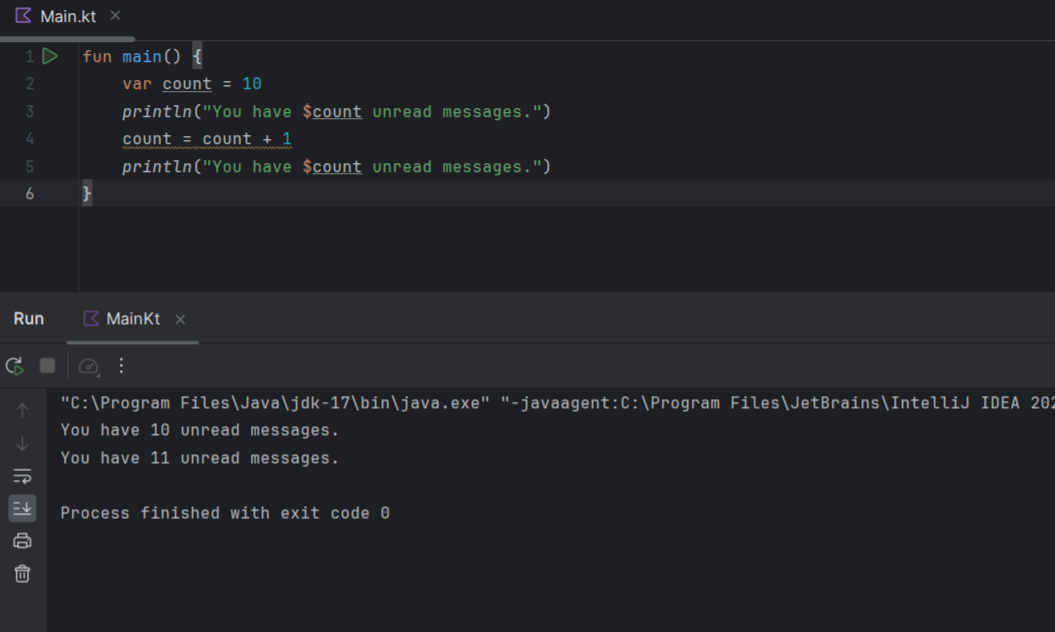 Main.kt
1 fun main() {
2 var count = 10
3 println("You have $count unread messages.")
4 count = count + 1
5 println("You have $count unread messages.")
6 }
Run MainKt
"C:\Program Files\Java\jdk-17\bin\java.exe" "-javaagent:C:\Program Files\JetBrains\IntelliJ IDEA 202
You have 10 unread messages.
You have 11 unread messages.
Process finished with exit code 0